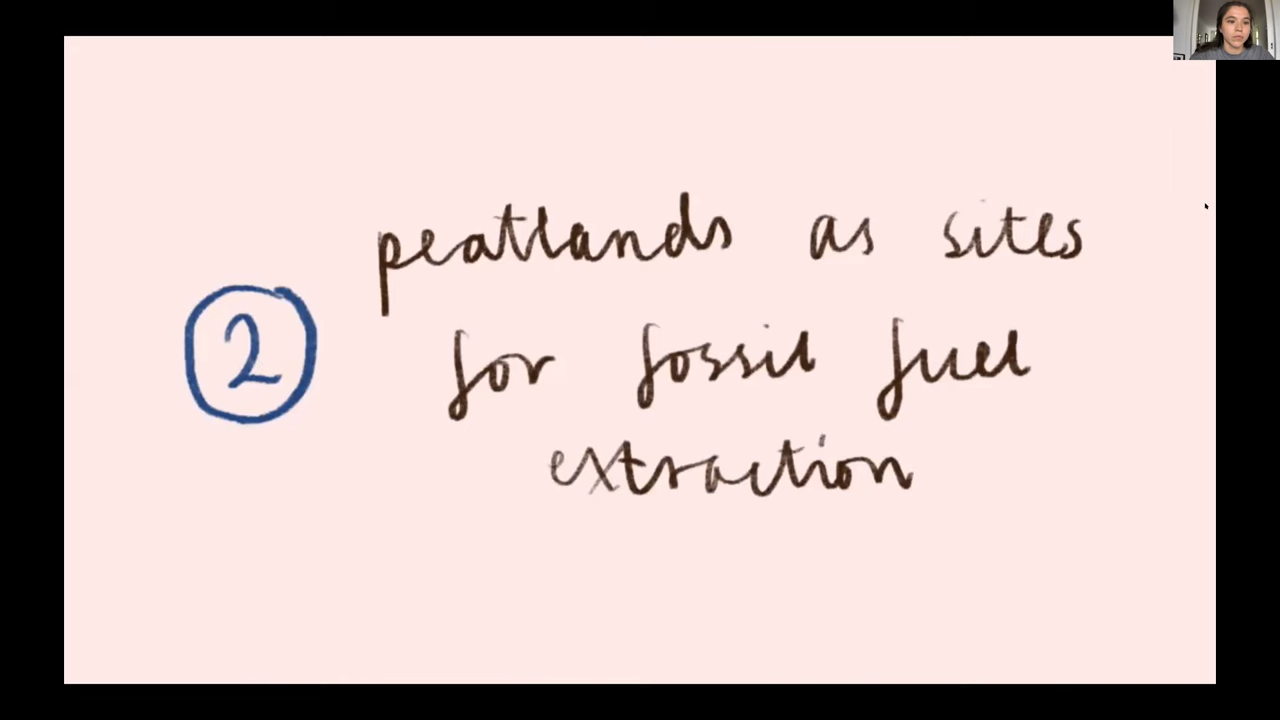 2
peatlands as sites
for fossil fuel
extraction